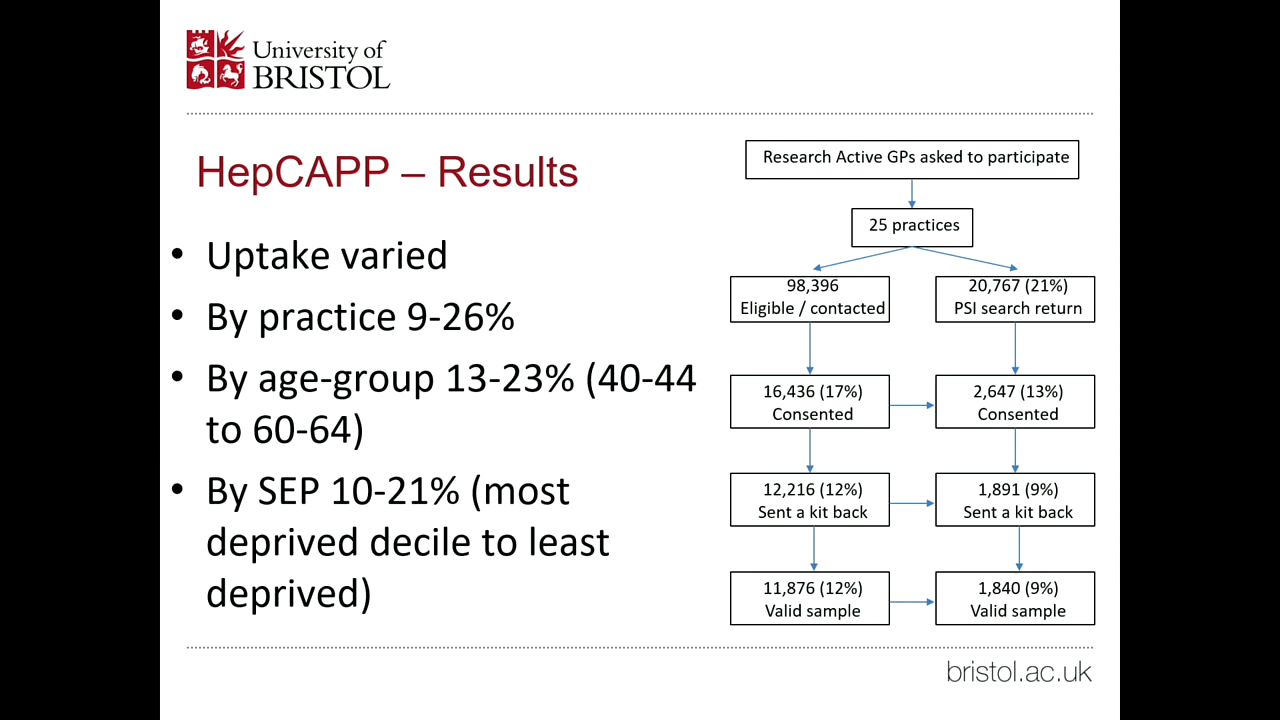 University of
BRISTOL
HepCAPP – Results
• Uptake varied
• By practice 9-26%
• By age-group 13-23% (40-44
to 60-64)
• By SEP 10-21% (most
deprived decile to least
deprived)
Research Active GPs asked to participate
25 practices
98,396
Eligible / contacted
20,767 (21%)
PSI search return
16,436 (17%)
Consented
2,647 (13%)
Consented
12,216 (12%)
Sent a kit back
1,891 (9%)
Sent a kit back
11,876 (12%)
Valid sample
1,840 (9%)
Valid sample
bristol.ac.uk